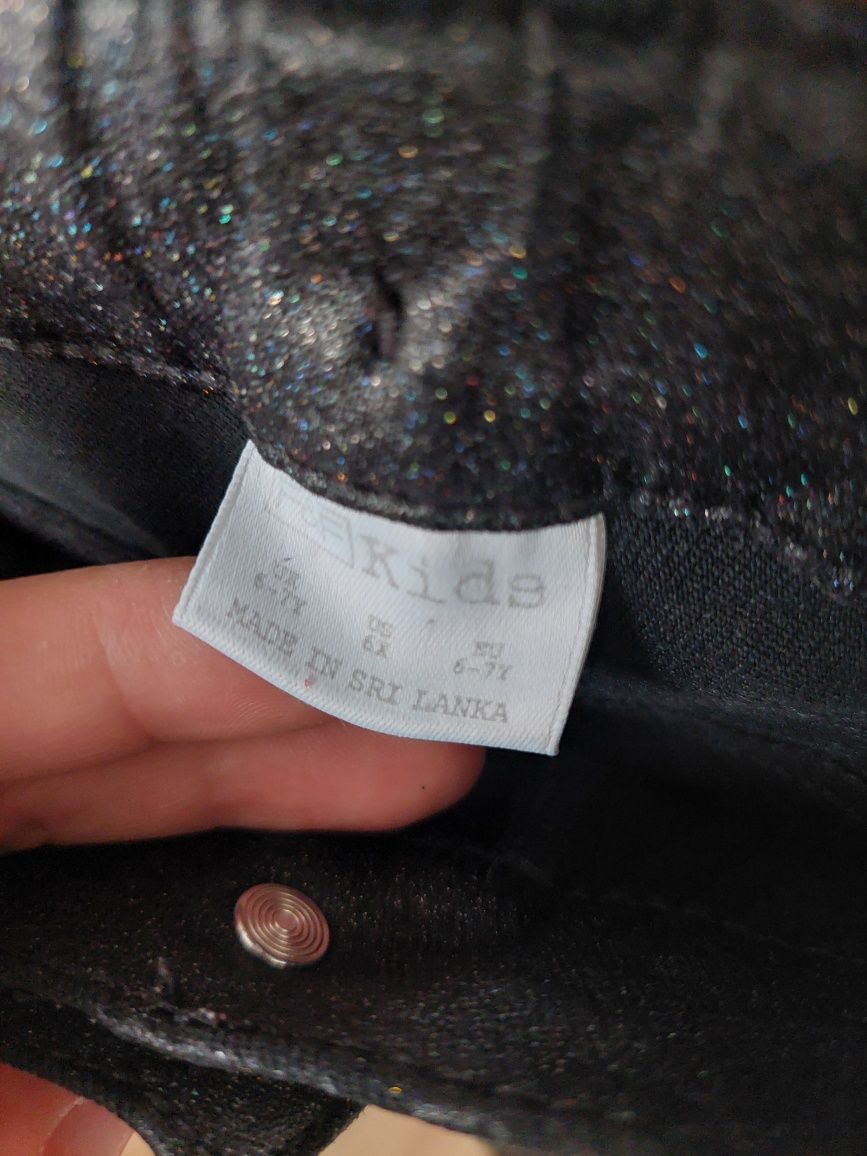 Kids
UK US EU
6-7Y 6X 6-7Y
MADE IN SRI LANKA